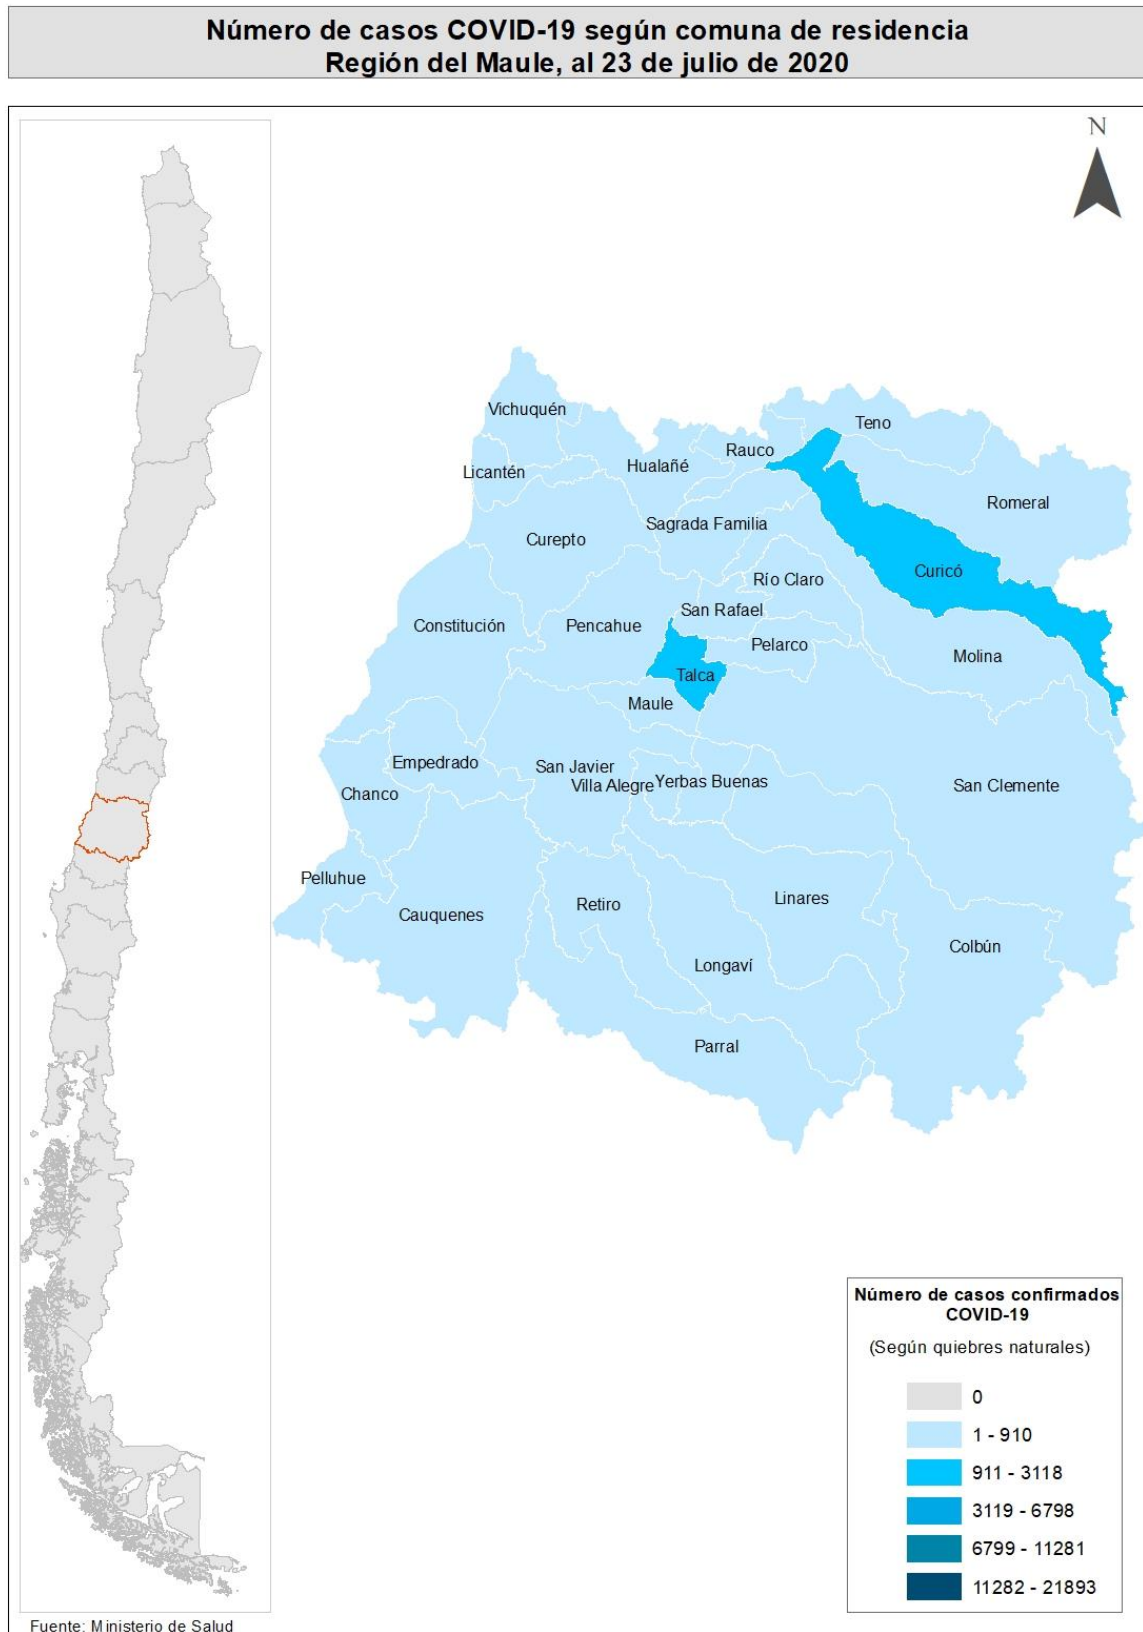 Número de casos COVID-19 según comuna de residencia
Región del Maule, al 23 de julio de 2020
N
Vichuquén
Teno
Rauco
Hualañé
Licantén
Romeral
Sagrada Familia
Curepto
Curicó
Río Claro
San Rafael
Constitución
Pencahue
Pelarco
Molina
Talca
Maule
Empedrado
San Javier
Villa Alegre
Yerbas Buenas
San Clemente
Chanco
Pelluhue
Linares
Retiro
Cauquenes
Colbún
Longaví
Parral
Número de casos confirmados
COVID-19
(Según quiebres naturales)
0
1 - 910
911 - 3118
3119 - 6798
6799 - 11281
11282 - 21893
Fuente: Ministerio de Salud